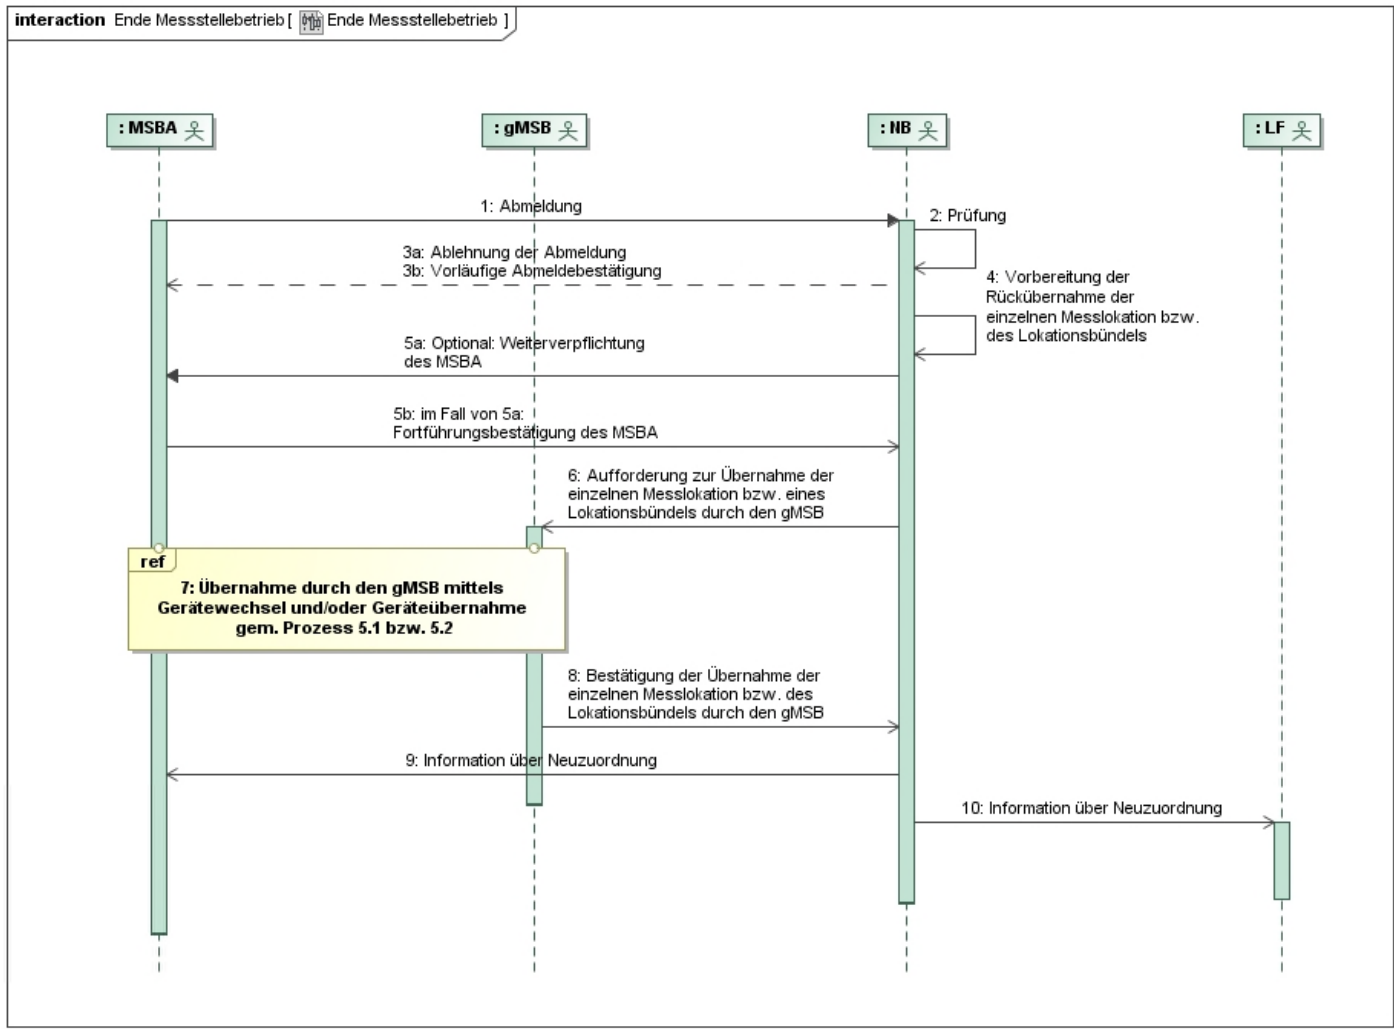 interaction Ende Messstellebetrieb [ Ende Messstellebetrieb ]
: MSBA
: gMSB
: NB
: LF
1: Abmeldung
2: Prüfung
3a: Ablehnung der Abmeldung
3b: Vorläufige Abmeldebestätigung
4: Vorbereitung der
Rückübernahme der
einzelnen Messlokation bzw.
des Lokationsbündels
5a: Optional: Weiterverpflichtung
des MSBA
5b: im Fall von 5a:
Fortführungsbestätigung des MSBA
6: Aufforderung zur Übernahme der
einzelnen Messlokation bzw. eines
Lokationsbündels durch den gMSB
ref
7: Übernahme durch den gMSB mittels
Gerätewechsel und/oder Geräteübernahme
gem. Prozess 5.1 bzw. 5.2
8: Bestätigung der Übernahme der
einzelnen Messlokation bzw. des
Lokationsbündels durch den gMSB
9: Information über Neuzuordnung
10: Information über Neuzuordnung